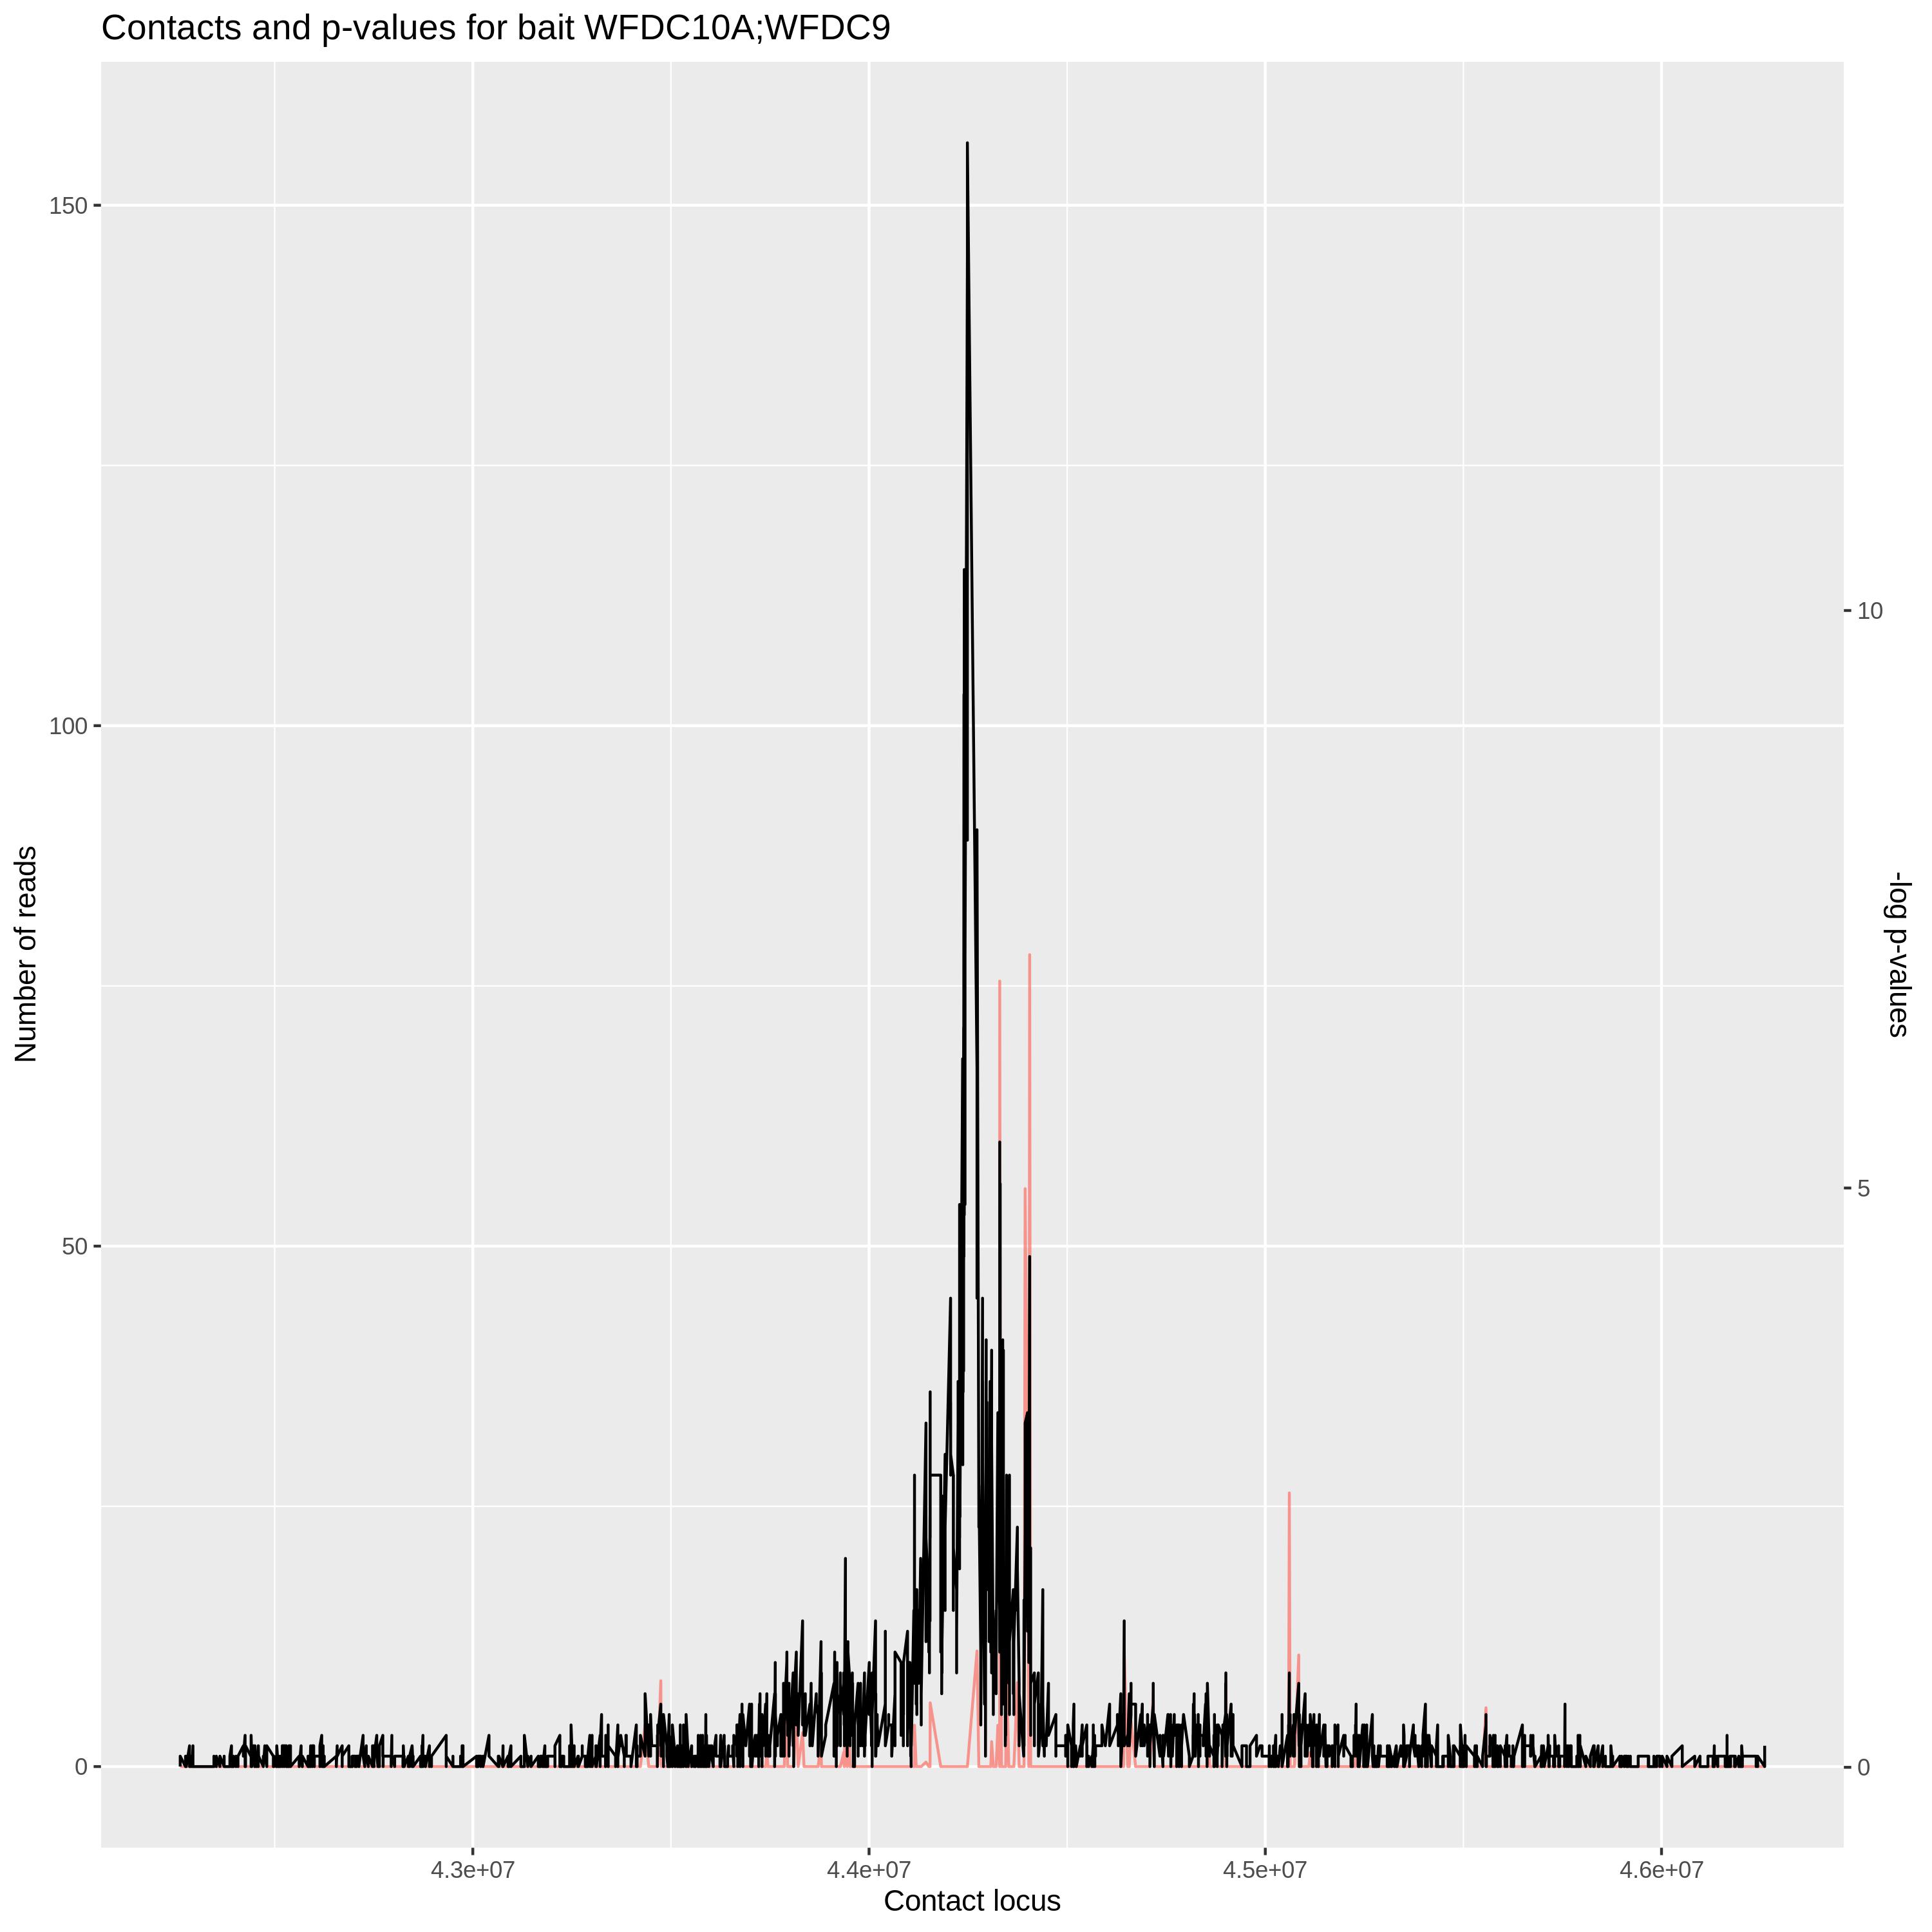 Contacts and p-values for bait WFDC10A;WFDC9
150
100
50
0
Number of reads
10
5
0
-log p-values
4.3e+07
4.4e+07
4.5e+07
4.6e+07
Contact locus